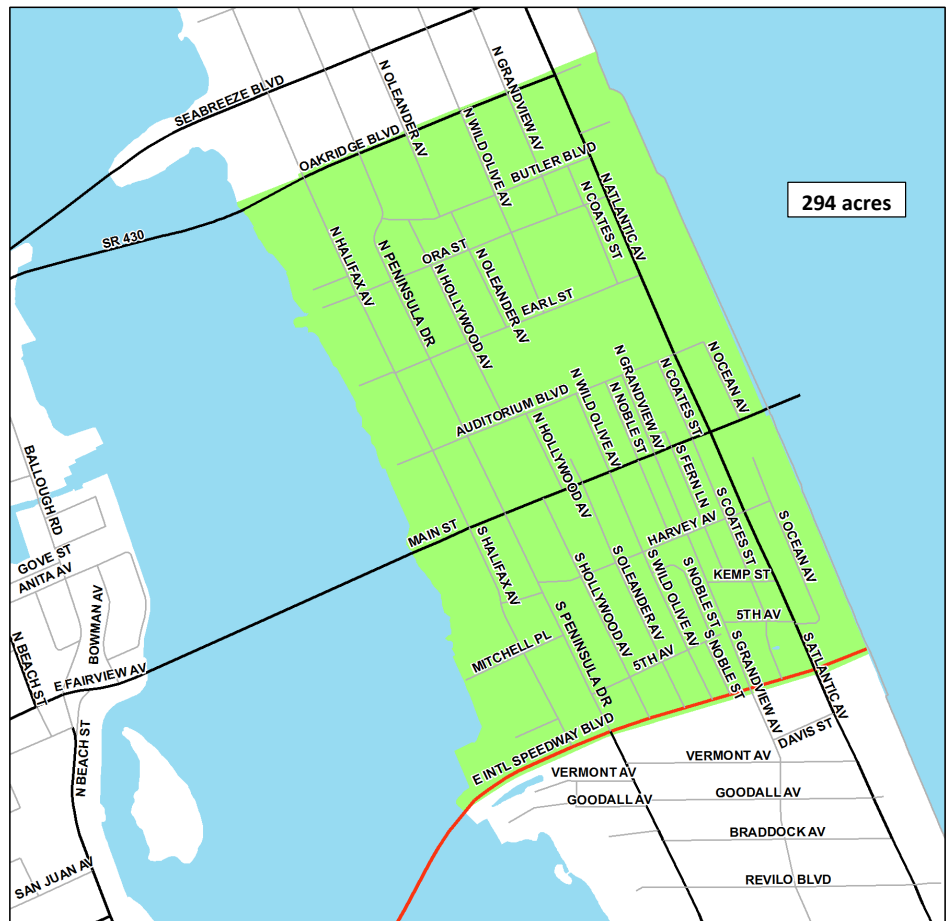 SEABREEZE BLVD
N OLEANDER AV
N GRANDVIEW AV
OAKRIDGE BLVD
N WILD OLIVE AV
BUTLER BLVD
294 acres
N ATLANTIC AV
N COATES ST
SR 430
N HALIFAX AV
N PENINSULA DR
ORA ST
N HOLLYWOOD AV
N OLEANDER AV
EARL ST
N OCEAN AV
N GRANDVIEW AV
N COATES ST
N WILD OLIVE AV
N NOBLE ST
AUDITORIUM BLVD
N HOLLYWOOD AV
BALLOUGH RD
S FERN LN
S COATES ST
S OCEAN AV
HARVEY AV
MAIN ST
S HALIFAX AV
GOVE ST
ANITA AV
BOWMAN AV
S HOLLYWOOD AV
S OLEANDER AV
S WILD OLIVE AV
S NOBLE ST
KEMP ST
5TH AV
N BEACH ST
E FAIRVIEW AV
MITCHELL PL
S PENINSULA DR
5TH AV
S NOBLE ST
S GRANDVIEW AV
S ATLANTIC AV
N BEACH ST
E INTL SPEEDWAY BLVD
DAVIS ST
VERMONT AV
VERMONT AV
GOODALL AV
GOODALL AV
BRADDOCK AV
SAN JUAN AV
REVILO BLVD